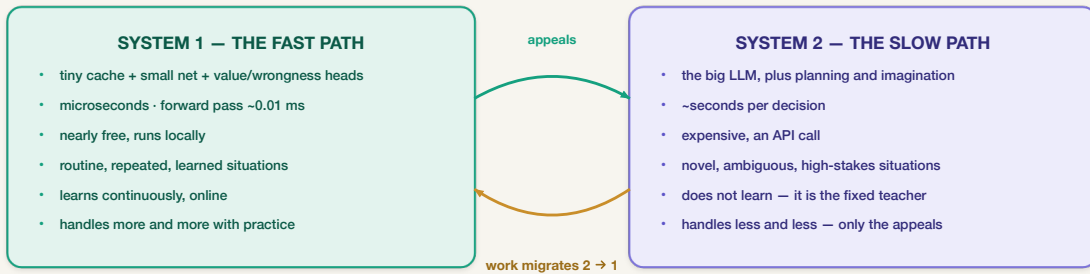 SYSTEM 1 — THE FAST PATH
• tiny cache + small net + value/wrongness heads
• microseconds · forward pass ~0.01 ms
• nearly free, runs locally
• routine, repeated, learned situations
• learns continuously, online
• handles more and more with practice
appeals
work migrates 2 → 1
SYSTEM 2 — THE SLOW PATH
• the big LLM, plus planning and imagination
• ~seconds per decision
• expensive, an API call
• novel, ambiguous, high-stakes situations
• does not learn — it is the fixed teacher
• handles less and less — only the appeals